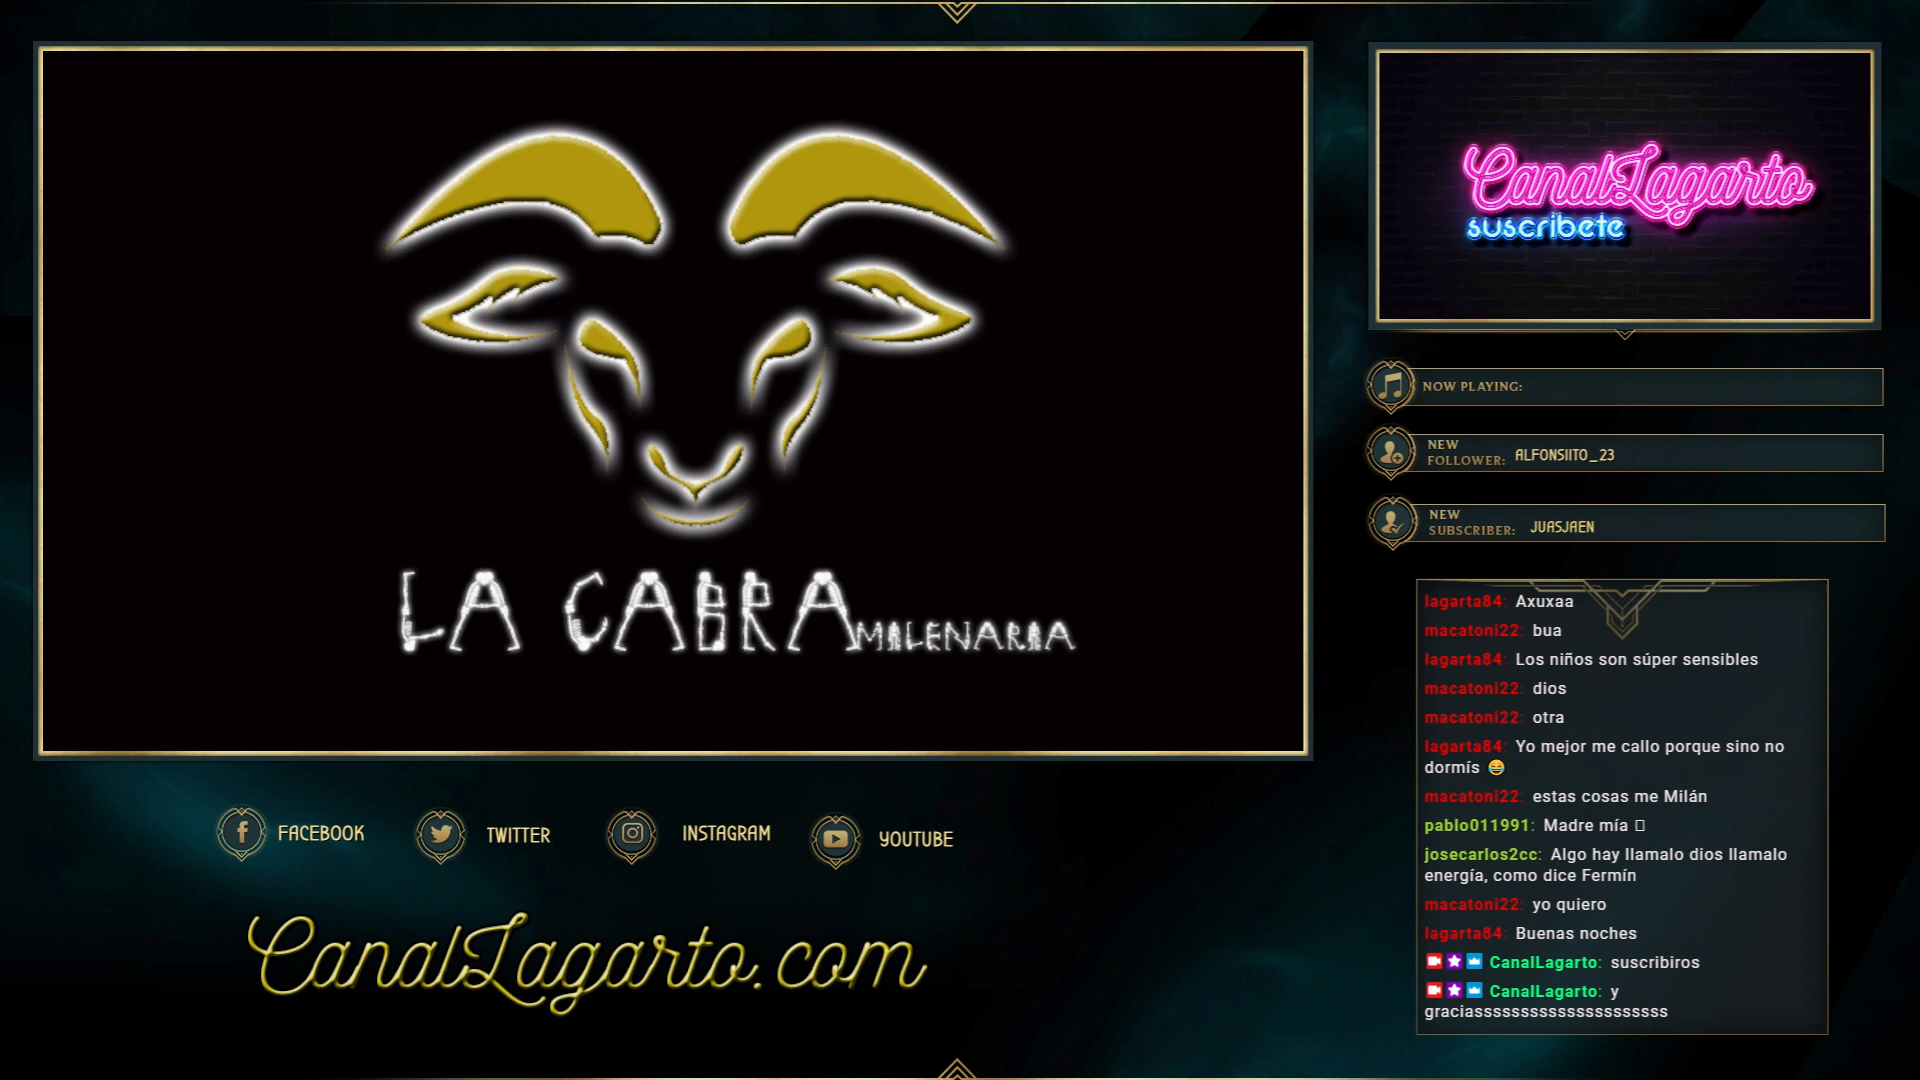 LA CABRA MILENARIA
CanalLagarto
suscribete
NOW PLAYING:
NEW
FOLLOWER: ALFONSIITO_23
NEW
SUBSCRIBER: JUASJAEN
lagarta84: Axuxaa
macatoni22: bua
lagarta84: Los niños son súper sensibles
macatoni22: dios
macatoni22: otra
lagarta84: Yo mejor me callo porque sino no
dormís 😂
macatoni22: estas cosas me Milán
pablo011991: Madre mía
josecarlos2cc: Algo hay llamalo dios llamalo
energía, como dice Fermín
macatoni22: yo quiero
lagarta84: Buenas noches
CanalLagarto: suscribiros
CanalLagarto: y
graciasssssssssssssssssssss
FACEBOOK
TWITTER
INSTAGRAM
YOUTUBE
CanalLagarto.com